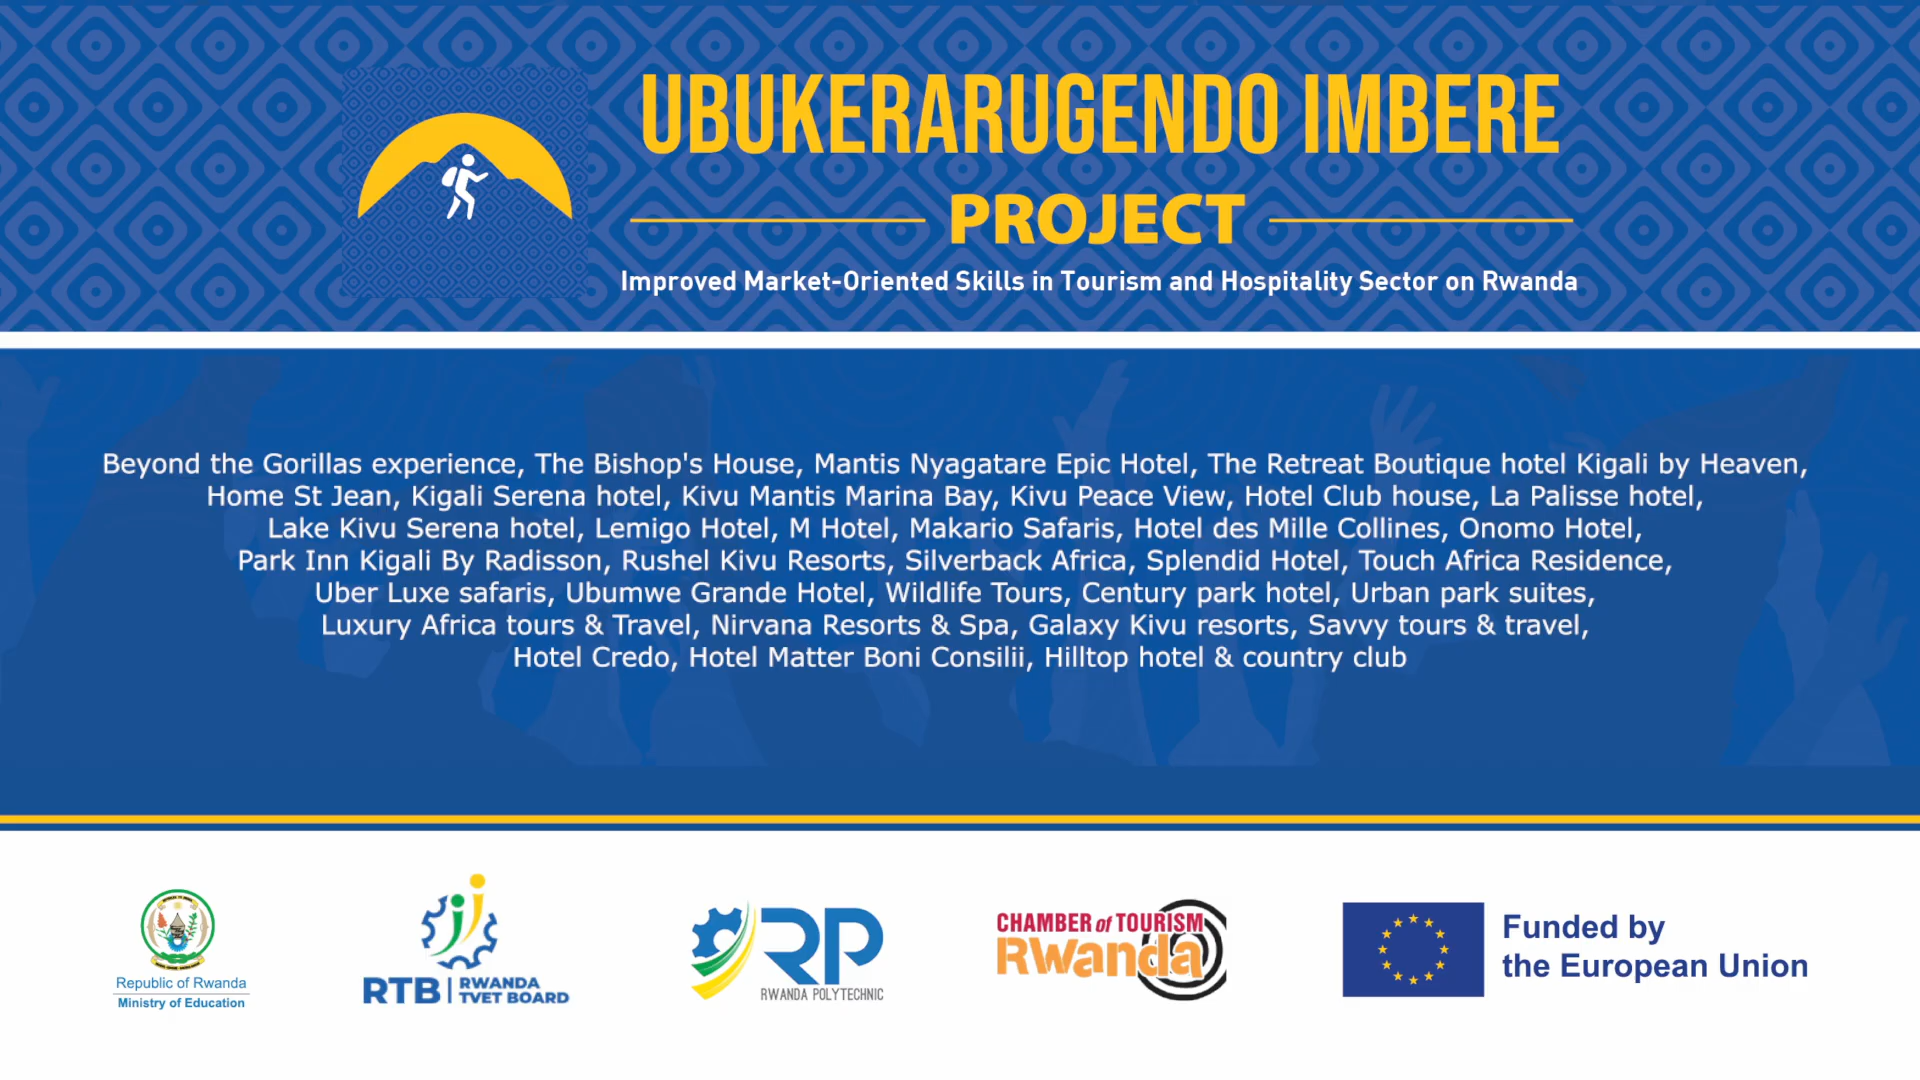 UBUKERARUGENDO IMBERE
PROJECT
Improved Market-Oriented Skills in Tourism and Hospitality Sector on Rwanda
Beyond the Gorillas experience, The Bishop's House, Mantis Nyagatare Epic Hotel, The Retreat Boutique hotel Kigali by Heaven,
Home St Jean, Kigali Serena hotel, Kivu Mantis Marina Bay, Kivu Peace View, Hotel Club house, La Palisse hotel,
Lake Kivu Serena hotel, Lemigo Hotel, M Hotel, Makario Safaris, Hotel des Mille Collines, Onomo Hotel,
Park Inn Kigali By Radisson, Rushel Kivu Resorts, Silverback Africa, Splendid Hotel, Touch Africa Residence,
Uber Luxe safaris, Ubumwe Grande Hotel, Wildlife Tours, Century park hotel, Urban park suites,
Luxury Africa tours & Travel, Nirvana Resorts & Spa, Galaxy Kivu resorts, Savvy tours & travel,
Hotel Credo, Hotel Matter Boni Consilii, Hilltop hotel & country club
Republic of Rwanda
Ministry of Education
RTB RWANDA
TVET BOARD
RP
RWANDA POLYTECHNIC
CHAMBER of TOURISM
Rwanda
Funded by
the European Union